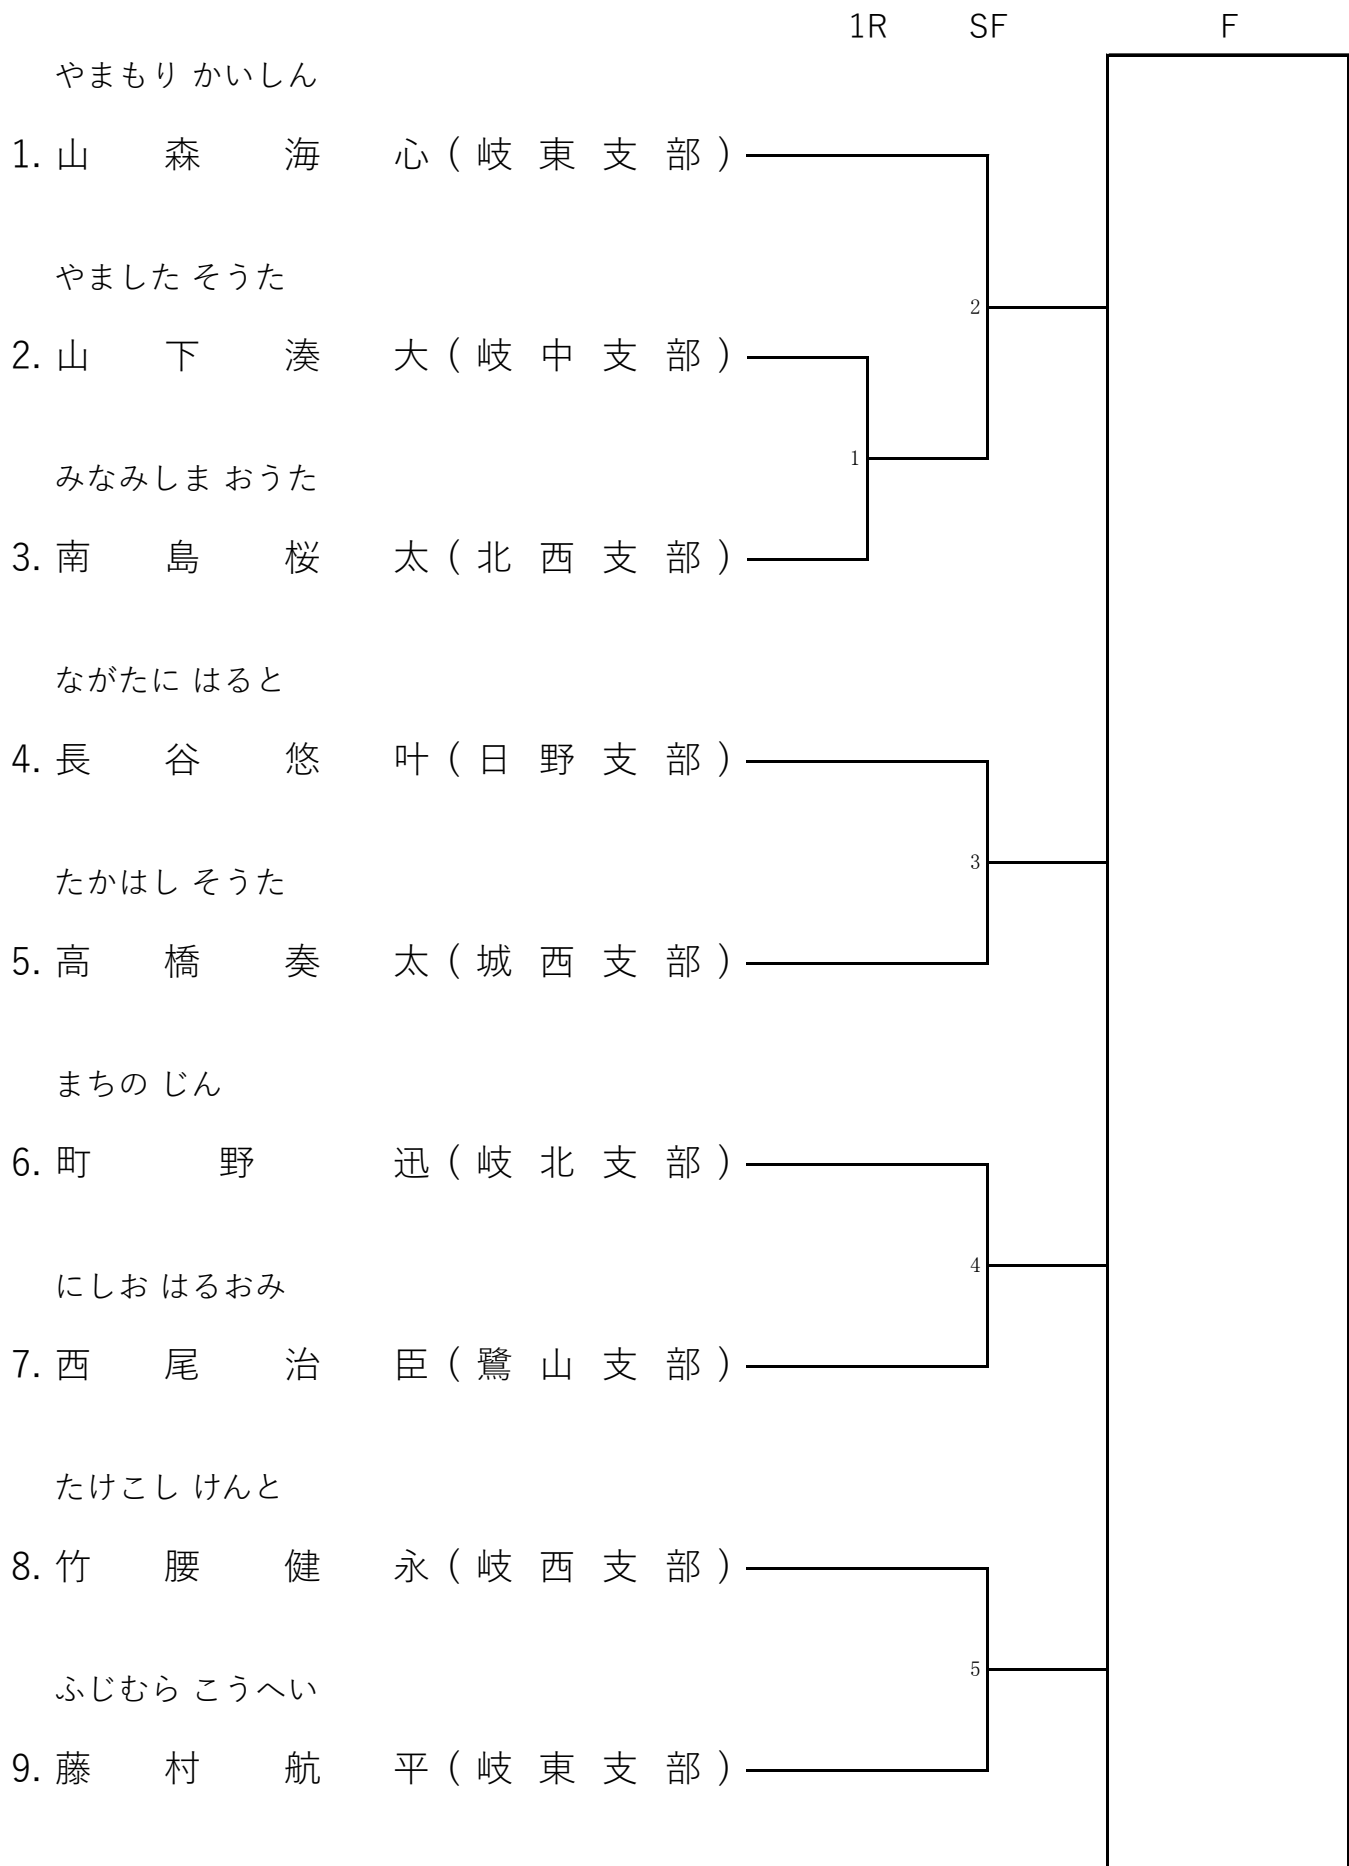 1R SF F
やまもり かいしん
1. 山森海心(岐東支部)
やました そうた
2. 山下湊大(岐中支部)
2
みなみしま おうた
1
3. 南島桜太(北西支部)
ながたに はると
4. 長谷悠叶(日野支部)
3
たかはし そうた
5. 高橋奏太(城西支部)
まちの じん
6. 町野迅(岐北支部)
4
にしお はるおみ
7. 西尾治臣(鷺山支部)
たけこし けんと
8. 竹腰健永(岐西支部)
5
ふじむら こうへい
9. 藤村航平(岐東支部)